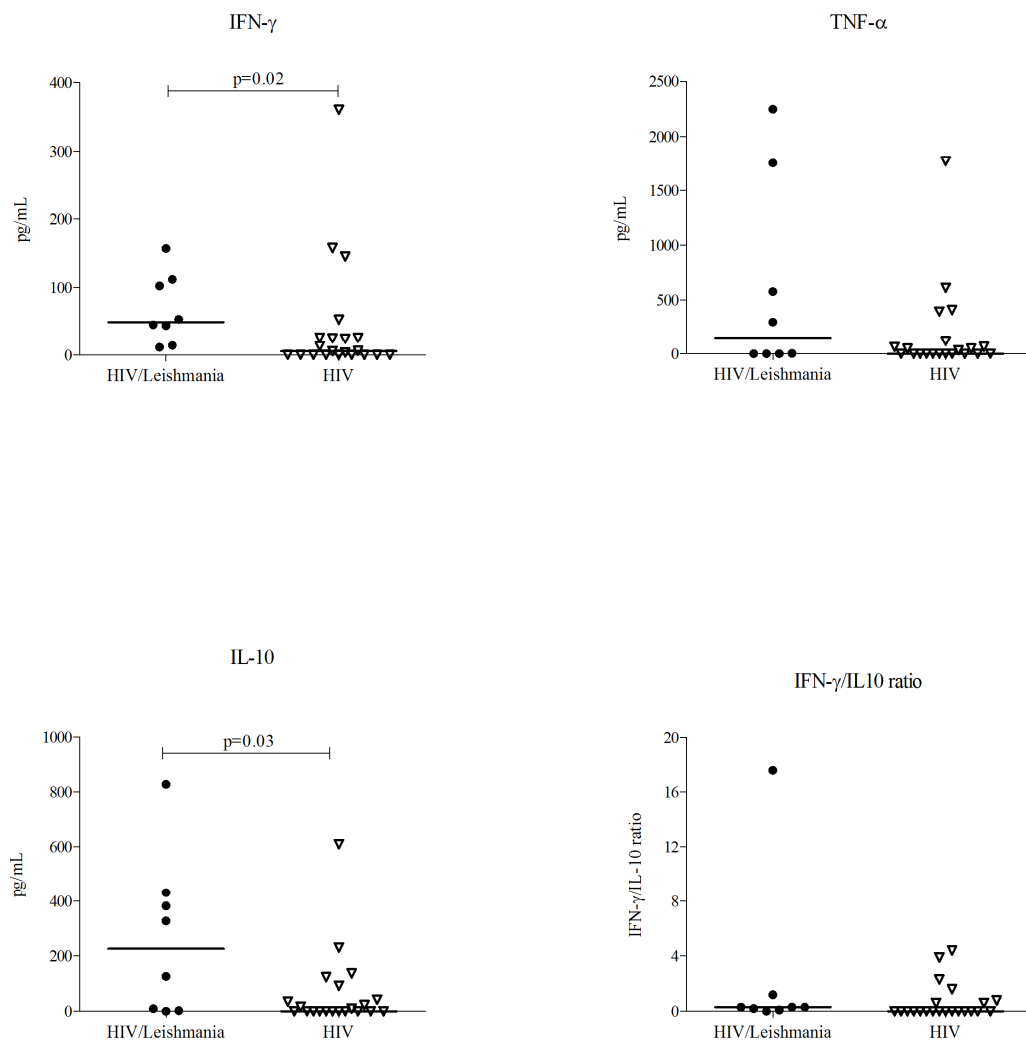 IFN-γ
p=0.02
400
300
200
100
0
pg/mL
HIV/Leishmania
HIV
TNF-α
2500
2000
1500
1000
500
0
pg/mL
HIV/Leishmania
HIV
IL-10
p=0.03
1000
800
600
400
200
0
pg/mL
HIV/Leishmania
HIV
IFN-γ/IL10 ratio
20
16
12
8
4
0
IFN-γ/IL-10 ratio
HIV/Leishmania
HIV